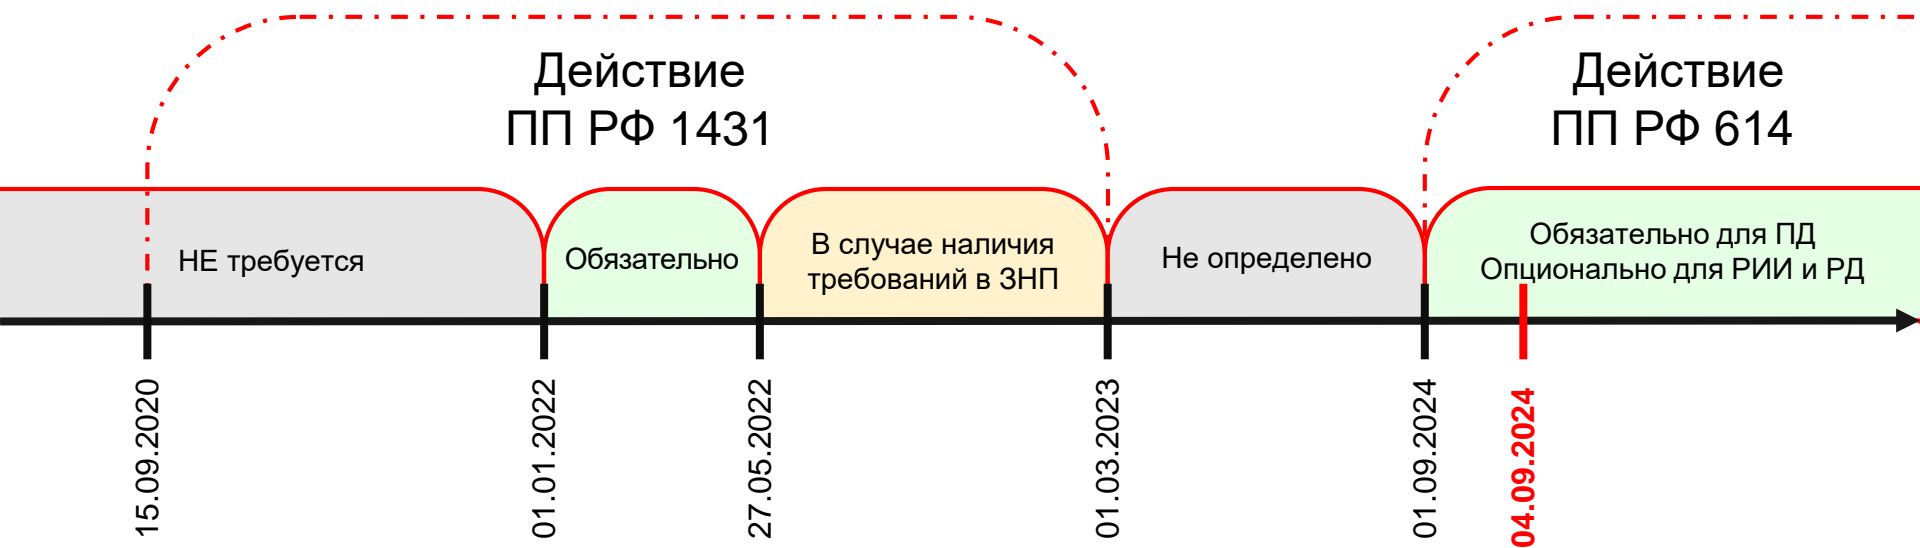 Действие
ПП РФ 1431
Действие
ПП РФ 614
НЕ требуется
Обязательно
В случае наличия
требований в ЗНП
Не определено
Обязательно для ПД
Опционально для РИИ и РД
15.09.2020
01.01.2022
27.05.2022
01.03.2023
01.09.2024
04.09.2024